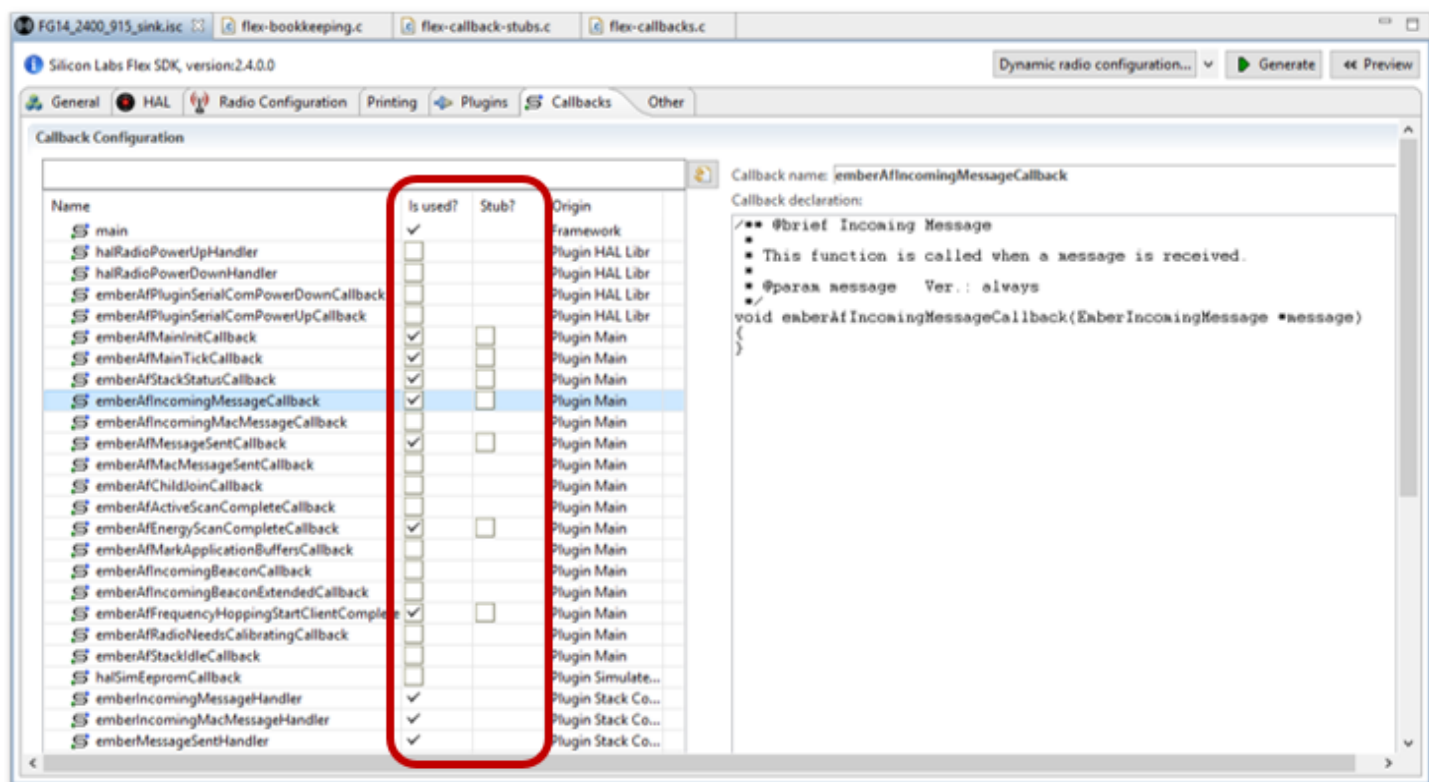 FG14_2400_915_sink.isc flex-bookkeeping.c flex-callback-stubs.c flex-callbacks.c
Silicon Labs Flex SDK, version:2.4.0.0 Dynamic radio configuration... Generate Preview
General HAL Radio Configuration Printing Plugins Callbacks Other
Callback Configuration
Callback name: emberAfIncomingMessageCallback
Callback declaration:
Name Is used? Stub? Origin
main Framework
halRadioPowerUpHandler Plugin HAL Libr
halRadioPowerDownHandler Plugin HAL Libr
emberAfPluginSerialComPowerDownCallback Plugin HAL Libr
emberAfPluginSerialComPowerUpCallback Plugin HAL Libr
emberAfMainInitCallback Plugin Main
emberAfMainTickCallback Plugin Main
emberAfStackStatusCallback Plugin Main
emberAfIncomingMessageCallback Plugin Main
emberAfIncomingMacMessageCallback Plugin Main
emberAfMessageSentCallback Plugin Main
emberAfMacMessageSentCallback Plugin Main
emberAfChildJoinCallback Plugin Main
emberAfActiveScanCompleteCallback Plugin Main
emberAfEnergyScanCompleteCallback Plugin Main
emberAfMarkApplicationBuffersCallback Plugin Main
emberAfIncomingBeaconCallback Plugin Main
emberAfIncomingBeaconExtendedCallback Plugin Main
emberAfFrequencyHoppingStartClientComplete Plugin Main
emberAfRadioNeedsCalibratingCallback Plugin Main
emberAfStackIdleCallback Plugin Main
halSimEepromCallback Plugin Simulate...
emberIncomingMessageHandler Plugin Stack Co...
emberIncomingMacMessageHandler Plugin Stack Co...
emberMessageSentHandler Plugin Stack Co...
/** @brief Incoming Message
*
* This function is called when a message is received.
*
* @param message Ver.: always
*/
void emberAfIncomingMessageCallback(EmberIncomingMessage *message)
{
}